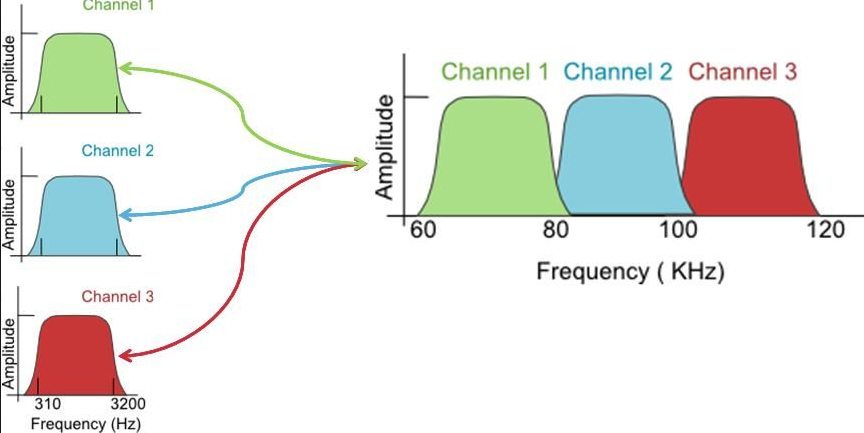 Channel 1
Amplitude
Channel 2
Amplitude
Channel 3
Amplitude
310 3200
Frequency (Hz)
Channel 1 Channel 2 Channel 3
Amplitude
60 80 100 120
Frequency ( KHz)